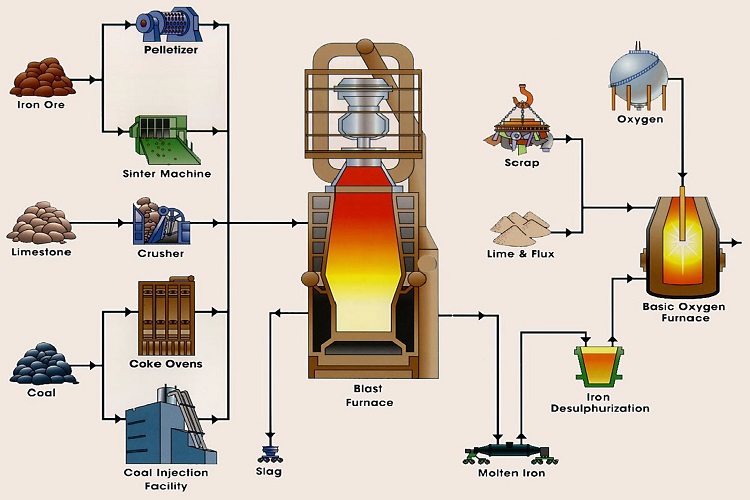 Pelletizer
Iron Ore
Sinter Machine
Limestone
Crusher
Coke Ovens
Coal
Coal Injection
Facility
Blast
Furnace
Slag
Molten Iron
Iron
Desulphurization
Scrap
Lime & Flux
Oxygen
Basic Oxygen
Furnace